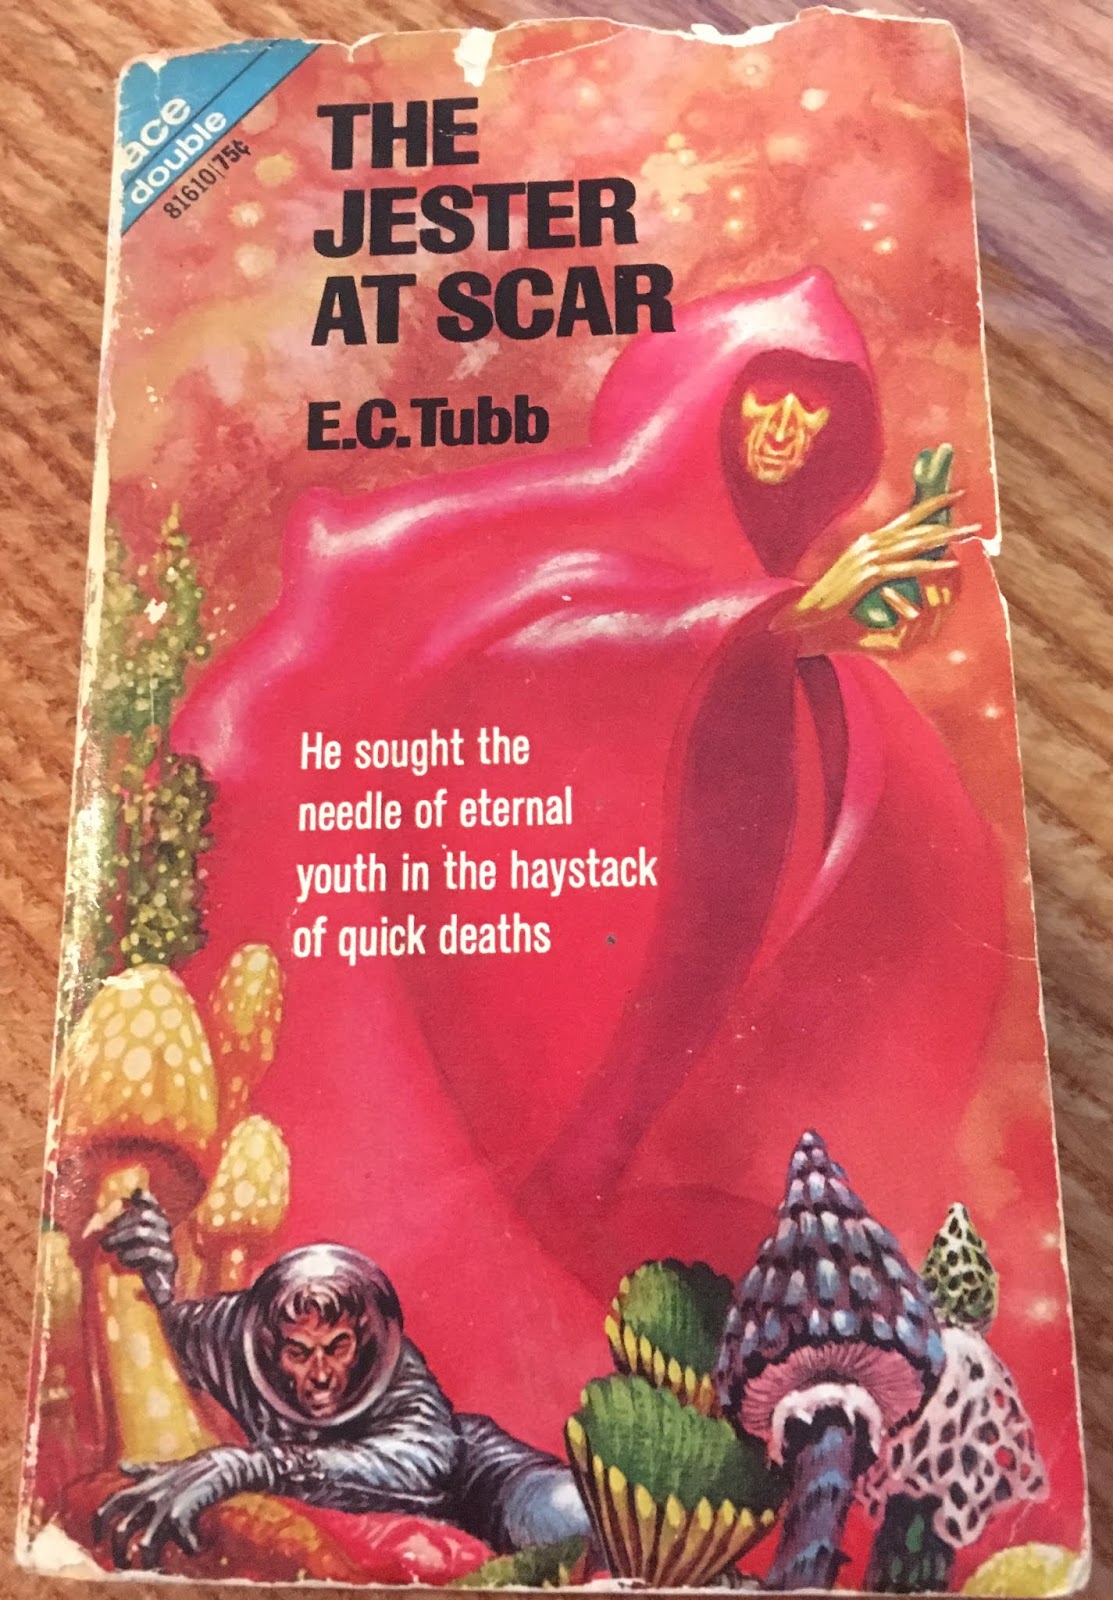 ace
double
81610|75¢
THE
JESTER
AT SCAR
E.C.Tubb
He sought the
needle of eternal
youth in the haystack
of quick deaths